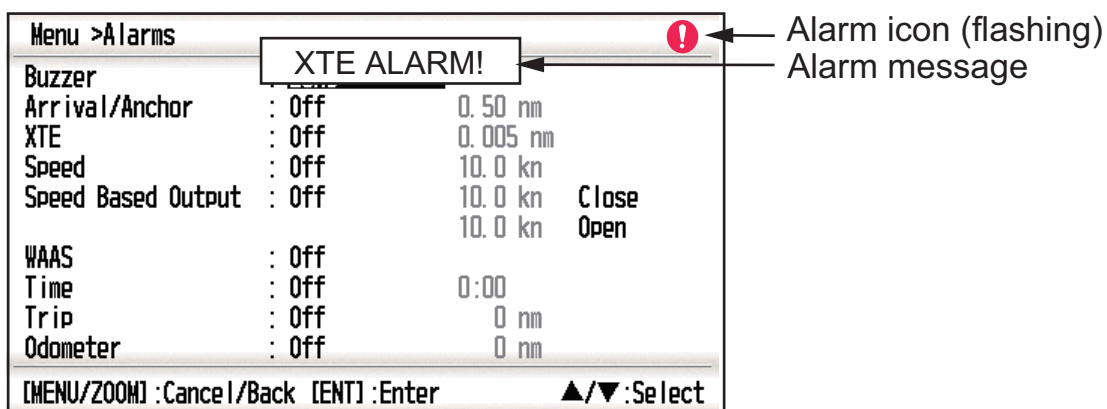 Menu >Alarms
Alarm icon (flashing)
XTE ALARM!
Alarm message
Buzzer :
Arrival/Anchor : Off 0.50 nm
XTE : Off 0.005 nm
Speed : Off 10.0 kn
Speed Based Output : Off 10.0 kn Close
10.0 kn Open
WAAS : Off
Time : Off 0:00
Trip : Off 0 nm
Odometer : Off 0 nm
[MENU/ZOOM]:Cancel/Back [ENT]:Enter ▲/▼:Select